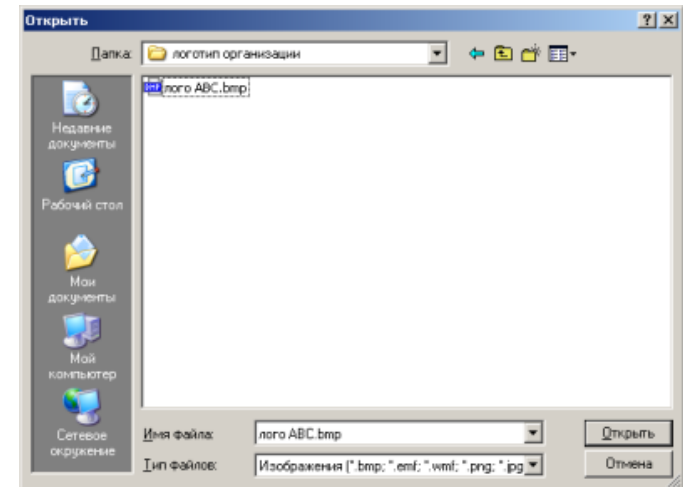 Открыть
Папка: логотип организации
лого ABC.bmp
Недавние
документы
Рабочий стол
Мои
документы
Мой
компьютер
Сетевое
окружение
Имя файла: лого ABC.bmp Открыть
Тип файлов: Изображения (*.bmp; *.emf; *.wmf; *.png; *.jpg Отмена